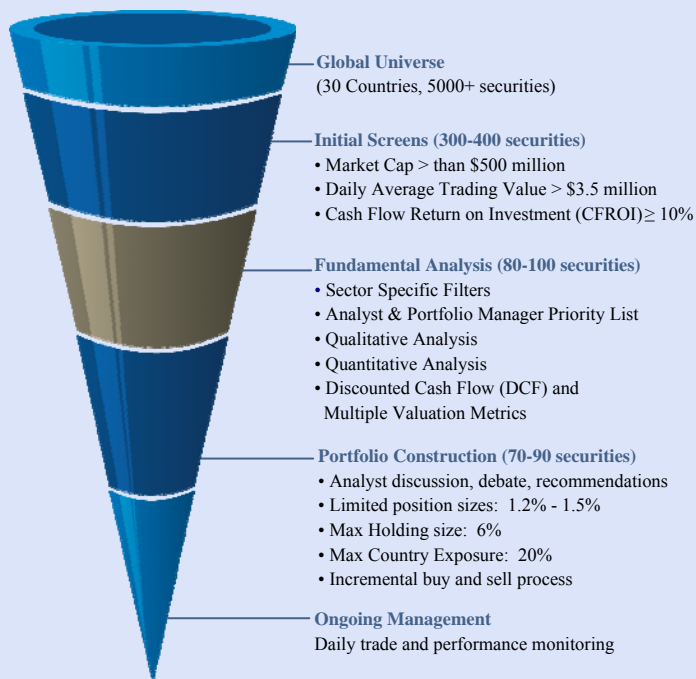 Global Universe
(30 Countries, 5000+ securities)
Initial Screens (300-400 securities)
• Market Cap > than $500 million
• Daily Average Trading Value > $3.5 million
• Cash Flow Return on Investment (CFROI) ≥ 10%
Fundamental Analysis (80-100 securities)
• Sector Specific Filters
• Analyst & Portfolio Manager Priority List
• Qualitative Analysis
• Quantitative Analysis
• Discounted Cash Flow (DCF) and
Multiple Valuation Metrics
Portfolio Construction (70-90 securities)
• Analyst discussion, debate, recommendations
• Limited position sizes: 1.2% - 1.5%
• Max Holding size: 6%
• Max Country Exposure: 20%
• Incremental buy and sell process
Ongoing Management
Daily trade and performance monitoring